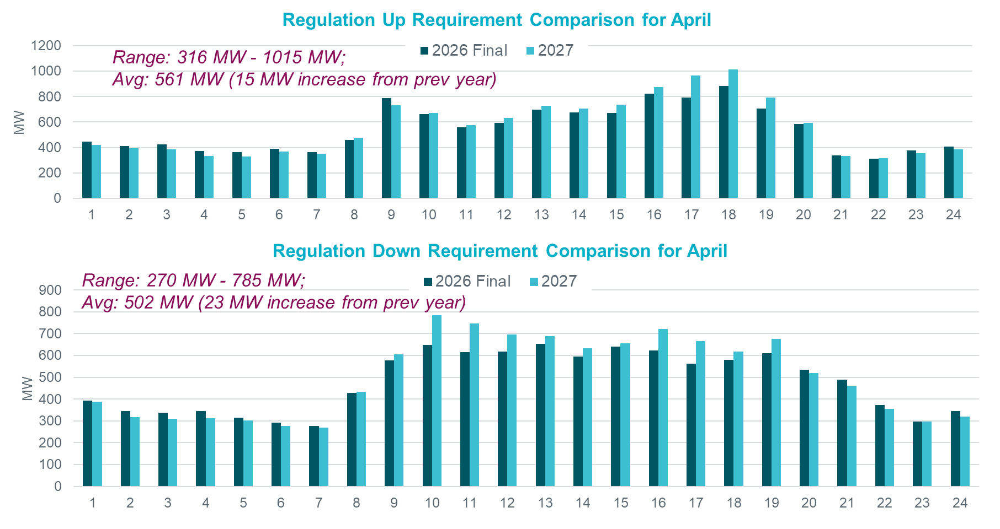 Regulation Up Requirement Comparison for April
1200
2026 Final 2027
Range: 316 MW - 1015 MW;
Avg: 561 MW (15 MW increase from prev year)
1000
800
600
400
200
0
MW
1 2 3 4 5 6 7 8 9 10 11 12 13 14 15 16 17 18 19 20 21 22 23 24
Regulation Down Requirement Comparison for April
Range: 270 MW - 785 MW;
2026 Final 2027
900
Avg: 502 MW (23 MW increase from prev year)
800
700
600
500
400
300
200
100
0
MW
1 2 3 4 5 6 7 8 9 10 11 12 13 14 15 16 17 18 19 20 21 22 23 24